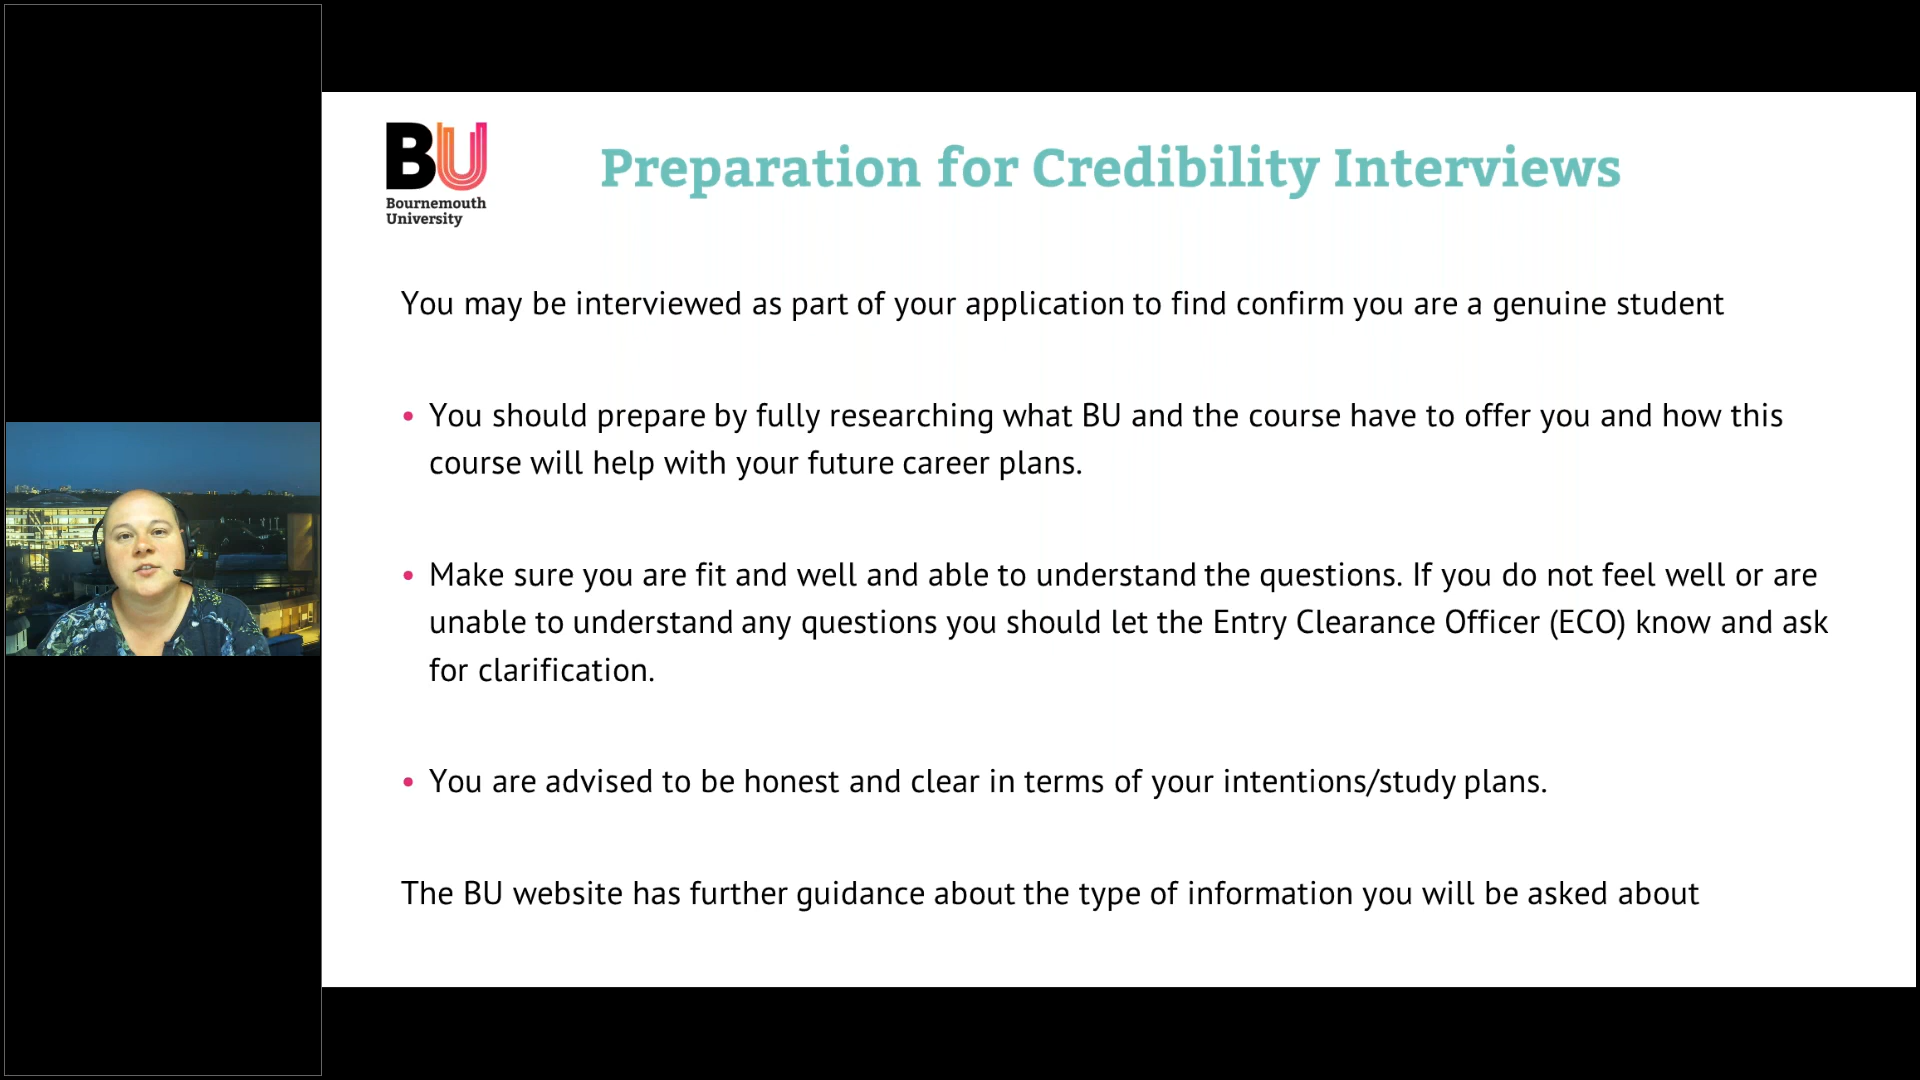 BU
Bournemouth
University
Preparation for Credibility Interviews
You may be interviewed as part of your application to find confirm you are a genuine student
• You should prepare by fully researching what BU and the course have to offer you and how this
course will help with your future career plans.
• Make sure you are fit and well and able to understand the questions. If you do not feel well or are
unable to understand any questions you should let the Entry Clearance Officer (ECO) know and ask
for clarification.
• You are advised to be honest and clear in terms of your intentions/study plans.
The BU website has further guidance about the type of information you will be asked about